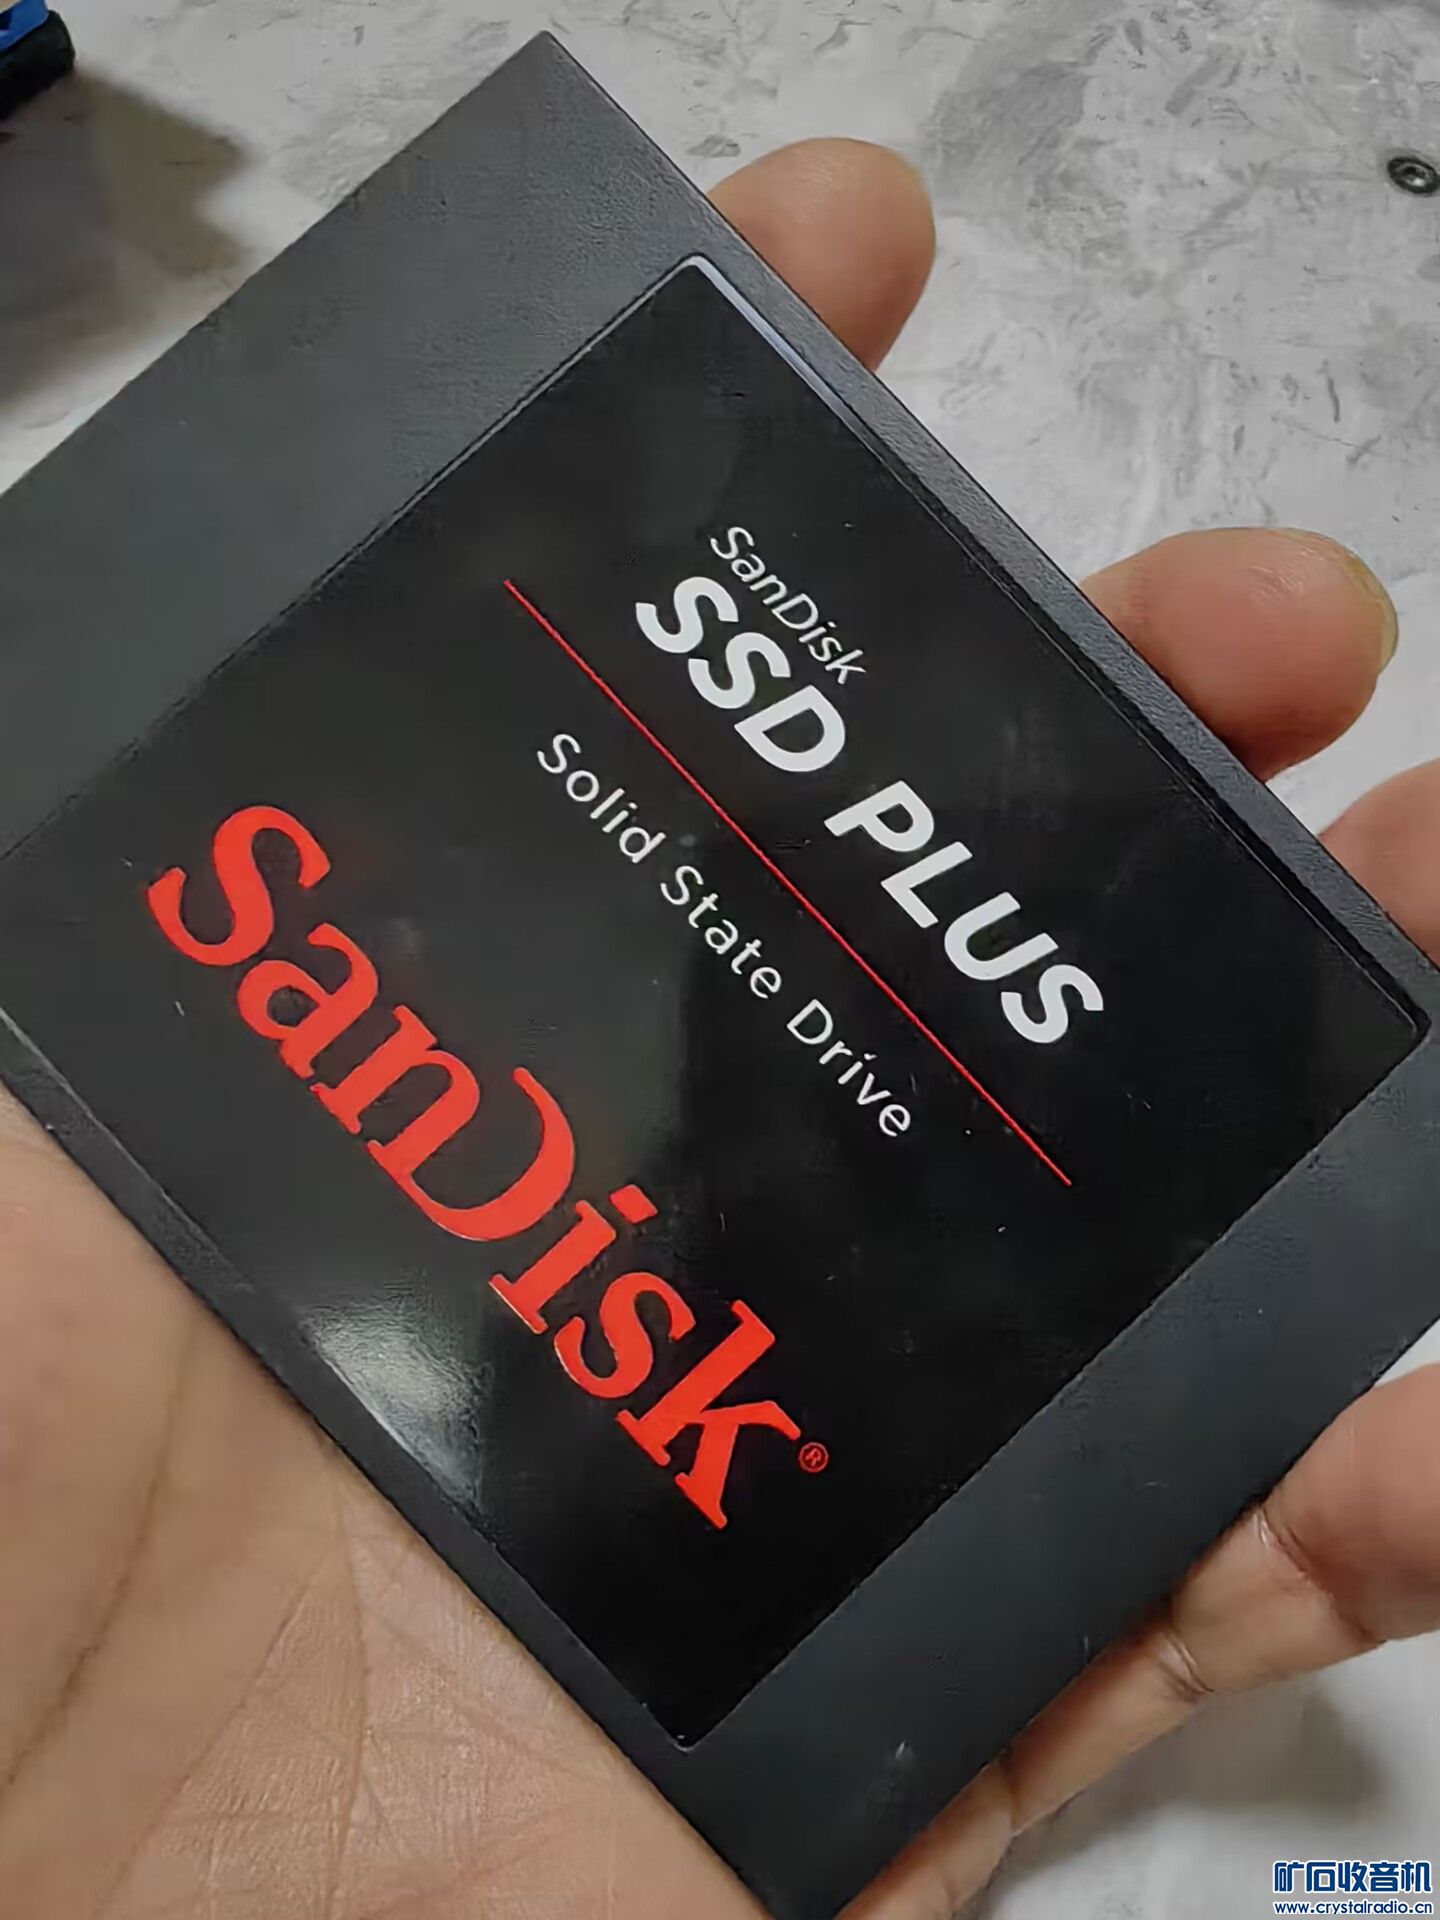 SanDisk
SSD PLUS
Solid State Drive
SanDisk®
矿石收音机
www.crystalradio.cn